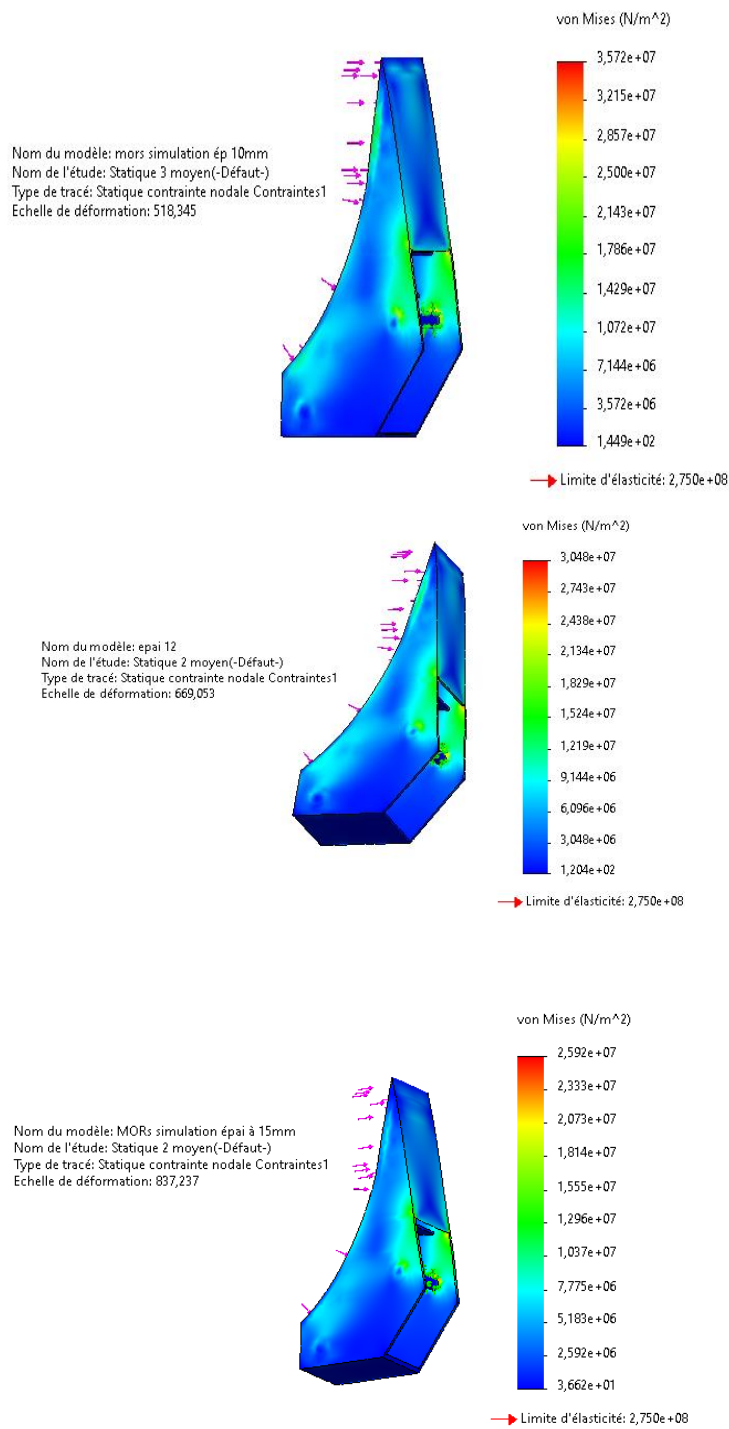 von Mises (N/m^2)
3,572e+07
3,215e+07
2,857e+07
2,500e+07
2,143e+07
1,786e+07
1,429e+07
1,072e+07
7,144e+06
3,572e+06
1,449e+02
Limite d'élasticité: 2,750e+08
Nom du modèle: mors simulation ép 10mm
Nom de l'étude: Statique 3 moyen(-Défaut-)
Type de tracé: Statique contrainte nodale Contraintes1
Echelle de déformation: 518,345
von Mises (N/m^2)
3,048e+07
2,743e+07
2,438e+07
2,134e+07
1,829e+07
1,524e+07
1,219e+07
9,144e+06
6,096e+06
3,048e+06
1,204e+02
Limite d'élasticité: 2,750e+08
Nom du modèle: epai 12
Nom de l'étude: Statique 2 moyen(-Défaut-)
Type de tracé: Statique contrainte nodale Contraintes1
Echelle de déformation: 669,053
von Mises (N/m^2)
2,592e+07
2,333e+07
2,073e+07
1,814e+07
1,555e+07
1,296e+07
1,037e+07
7,775e+06
5,183e+06
2,592e+06
3,662e+01
Limite d'élasticité: 2,750e+08
Nom du modèle: MORs simulation épai à 15mm
Nom de l'étude: Statique 2 moyen(-Défaut-)
Type de tracé: Statique contrainte nodale Contraintes1
Echelle de déformation: 837,237